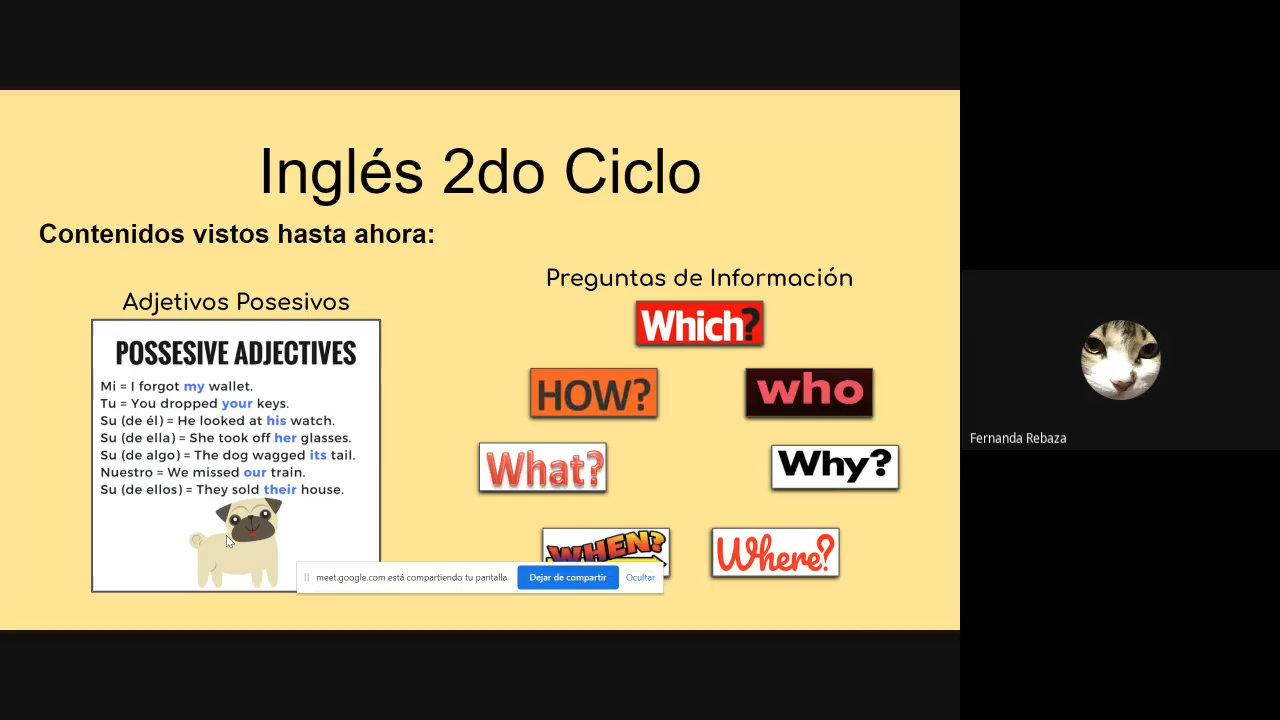 Inglés 2do Ciclo
Contenidos vistos hasta ahora:
Adjetivos Posesivos
POSSESIVE ADJECTIVES
Mi = I forgot my wallet.
Tu = You dropped your keys.
Su (de él) = He looked at his watch.
Su (de ella) = She took off her glasses.
Su (de algo) = The dog wagged its tail.
Nuestro = We missed our train.
Su (de ellos) = They sold their house.
Preguntas de Información
Which?
HOW?
who
What?
Why?
WHEN?
Where?
meet.google.com está compartiendo tu pantalla.
Dejar de compartir
Ocultar
Fernanda Rebaza